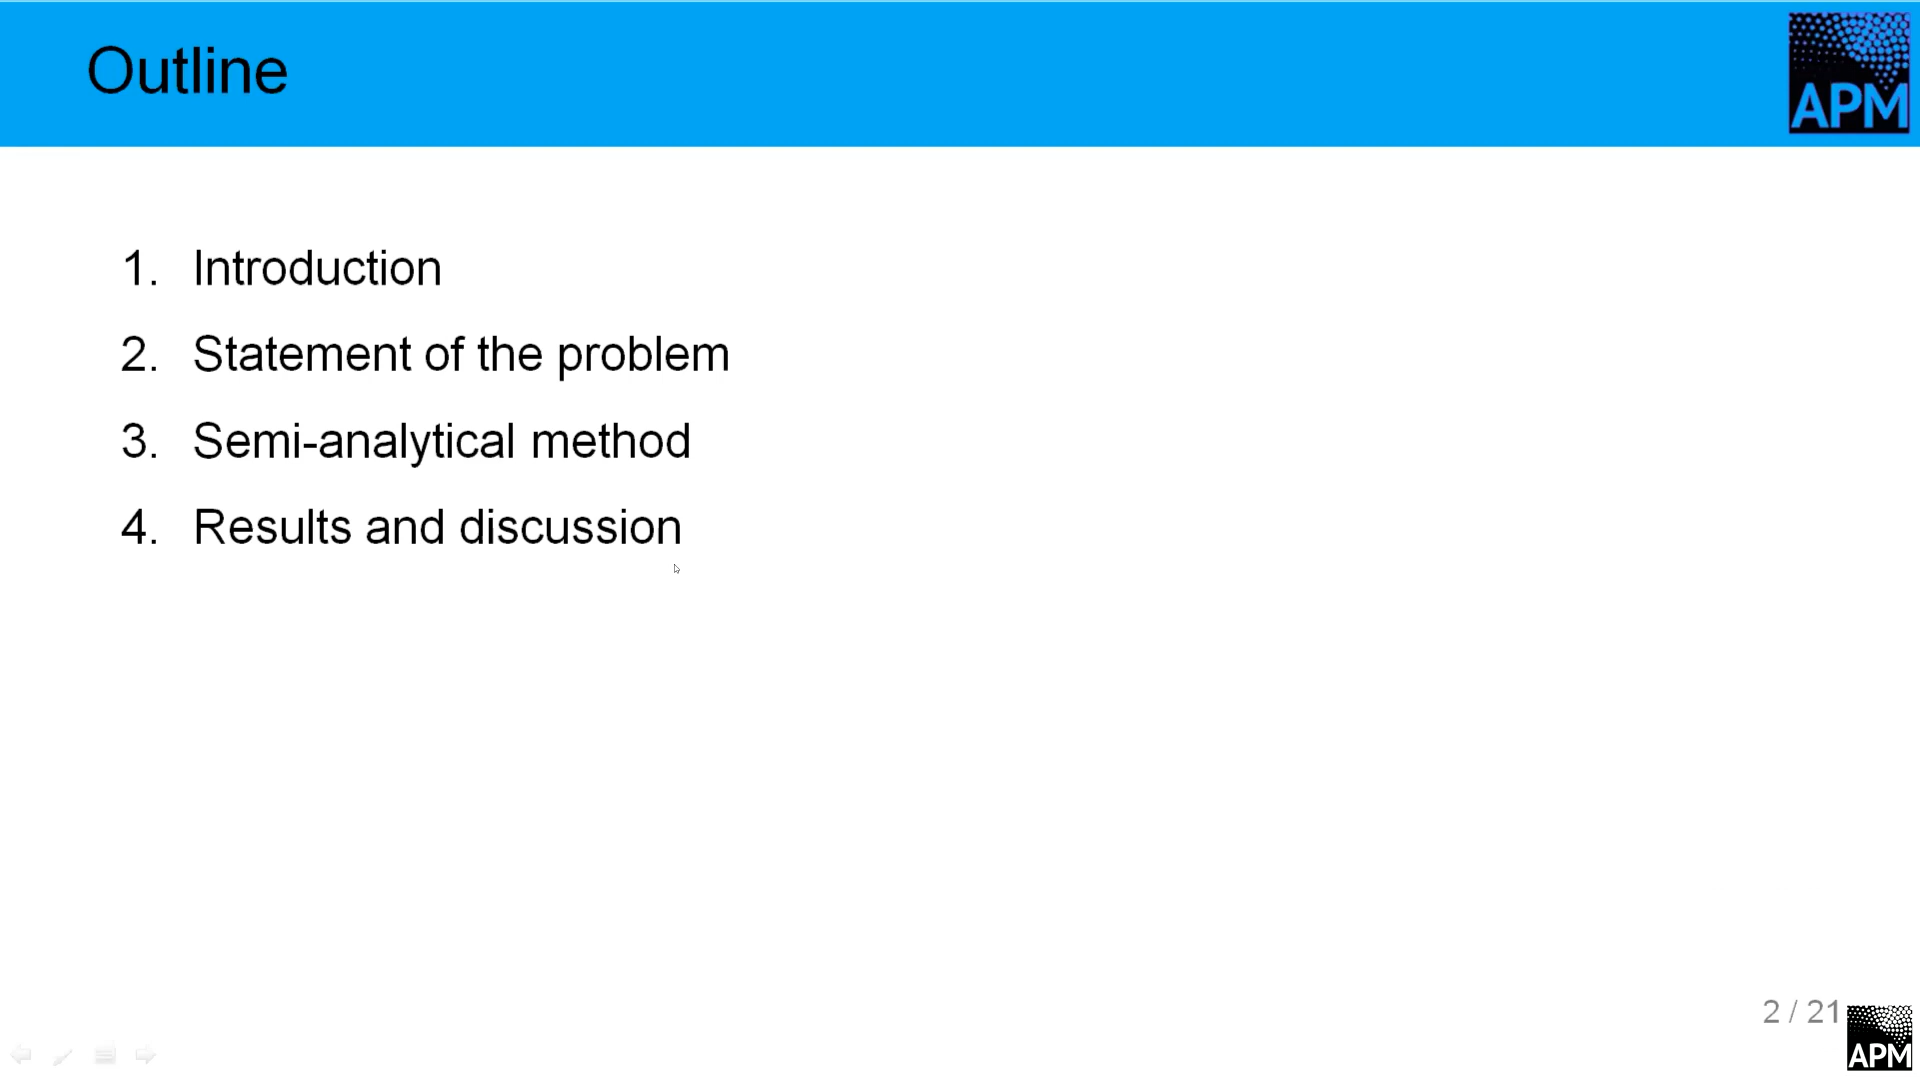 Outline
APM
1. Introduction
2. Statement of the problem
3. Semi-analytical method
4. Results and discussion
2 / 21
APM